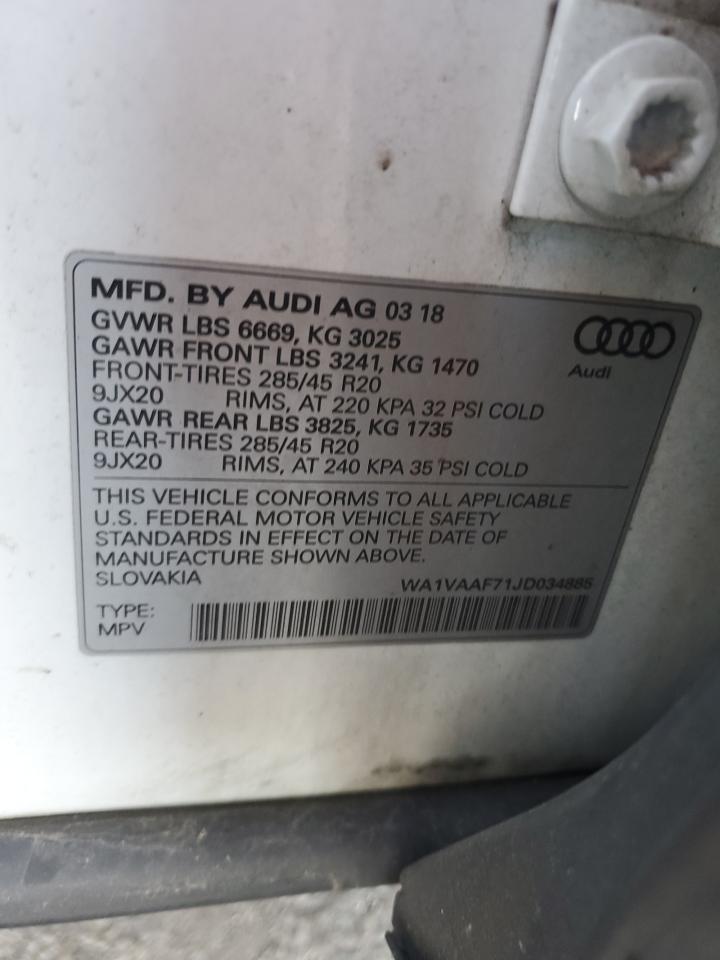 MFD. BY AUDI AG 03 18
GVWR LBS 6669, KG 3025
GAWR FRONT LBS 3241, KG 1470
FRONT-TIRES 285/45 R20
9JX20 RIMS, AT 220 KPA 32 PSI COLD
GAWR REAR LBS 3825, KG 1735
REAR-TIRES 285/45 R20
9JX20 RIMS, AT 240 KPA 35 PSI COLD
Audi
THIS VEHICLE CONFORMS TO ALL APPLICABLE
U.S. FEDERAL MOTOR VEHICLE SAFETY
STANDARDS IN EFFECT ON THE DATE OF
MANUFACTURE SHOWN ABOVE.
SLOVAKIA WA1VAAF71JD034885
TYPE:
MPV